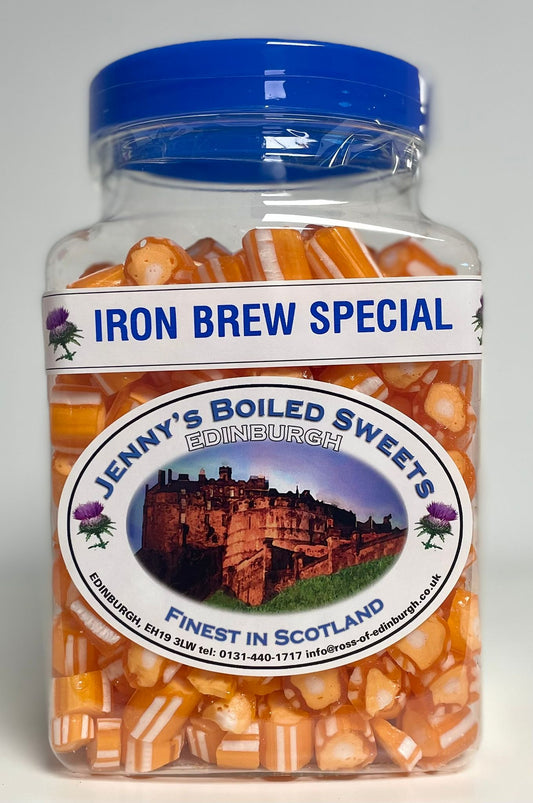 IRON BREW SPECIAL
JENNY'S BOILED SWEETS
EDINBURGH
FINEST IN SCOTLAND
EDINBURGH, EH19 3LW tel: 0131-440-1717 info@ross-of-edinburgh.co.uk